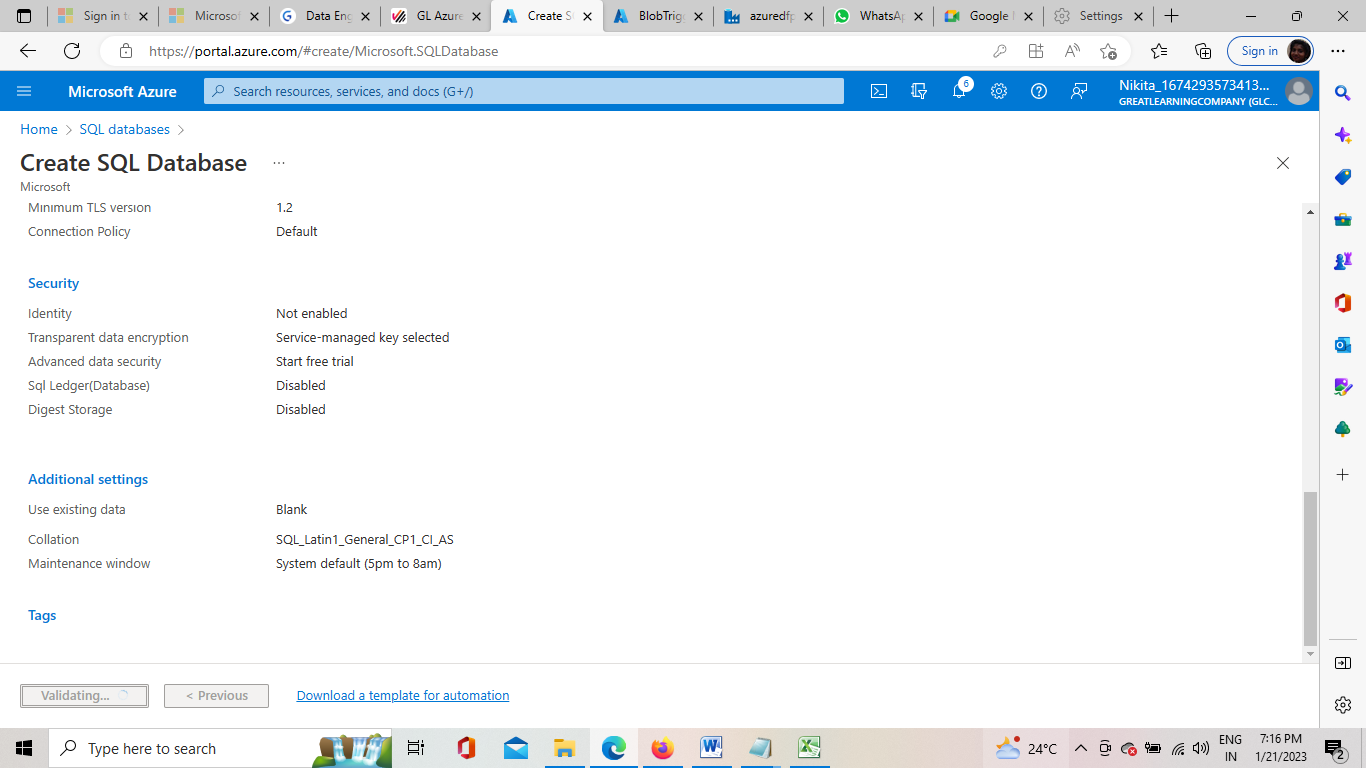 Sign in t
Microsof
Data Eng
GL Azure
Create S
BlobTrigg
azuredfp
WhatsAp
Google
Settings
https://portal.azure.com/#create/Microsoft.SQLDatabase
Sign in
Microsoft Azure
Search resources, services, and docs (G+/)
6
Nikita_1674293573413...
GREATLEARNINGCOMPANY (GLC...
Home > SQL databases >
Create SQL Database ...
Microsoft
Minimum TLS version 1.2
Connection Policy Default
Security
Identity Not enabled
Transparent data encryption Service-managed key selected
Advanced data security Start free trial
Sql Ledger(Database) Disabled
Digest Storage Disabled
Additional settings
Use existing data Blank
Collation SQL_Latin1_General_CP1_CI_AS
Maintenance window System default (5pm to 8am)
Tags
Validating...
< Previous
Download a template for automation
Type here to search
24°C
ENG
IN
7:16 PM
1/21/2023
2